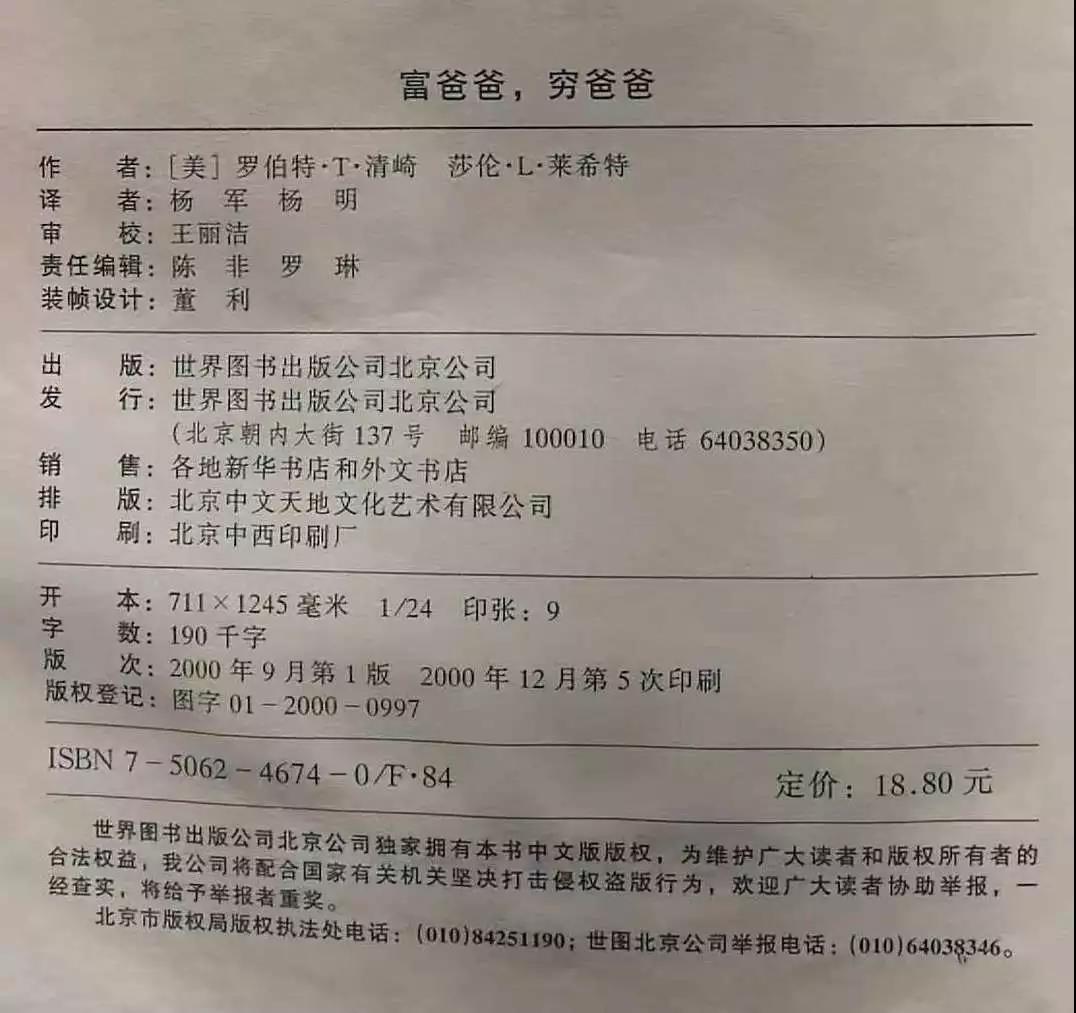 富爸爸，穷爸爸
作　者：［美］罗伯特·T·清崎　莎伦·L·莱希特
译　者：杨　军　杨　明
审　校：王丽洁
责任编辑：陈　非　罗　琳
装帧设计：董　利
出　版：世界图书出版公司北京公司
发　行：世界图书出版公司北京公司
（北京朝内大街 137 号　邮编 100010　电话 64038350）
销　售：各地新华书店和外文书店
排　版：北京中文天地文化艺术有限公司
印　刷：北京中西印刷厂
开　本：711×1245 毫米　1/24　印张：9
字　数：190 千字
版　次：2000 年 9 月第 1 版　2000 年 12 月第 5 次印刷
版权登记：图字 01－2000－0997
ISBN 7－5062－4674－0/F·84　定价：18.80 元
世界图书出版公司北京公司独家拥有本书中文版版权，为维护广大读者和版权所有者的
合法权益，我公司将配合国家有关机关坚决打击侵权盗版行为，欢迎广大读者协助举报，一
经查实，将给予举报者重奖。
北京市版权局版权执法处电话：(010)84251190；世图北京公司举报电话：(010)64038346。